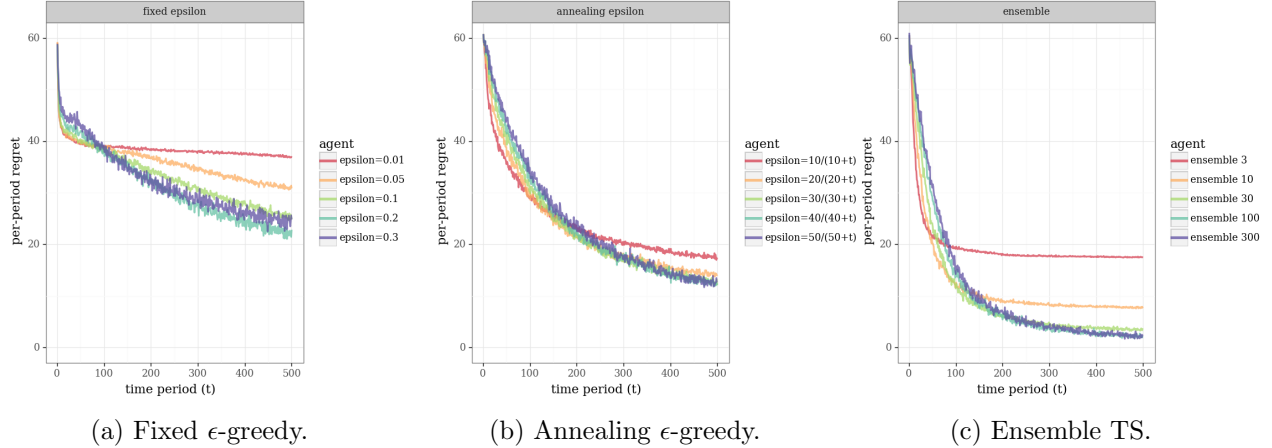 fixed epsilon
per-period regret
60
40
20
0
0 100 200 300 400 500
time period (t)
agent
epsilon=0.01
epsilon=0.05
epsilon=0.1
epsilon=0.2
epsilon=0.3
(a) Fixed ϵ-greedy.
annealing epsilon
per-period regret
60
40
20
0
0 100 200 300 400 500
time period (t)
agent
epsilon=10/(10+t)
epsilon=20/(20+t)
epsilon=30/(30+t)
epsilon=40/(40+t)
epsilon=50/(50+t)
(b) Annealing ϵ-greedy.
ensemble
per-period regret
60
40
20
0
0 100 200 300 400 500
time period (t)
agent
ensemble 3
ensemble 10
ensemble 30
ensemble 100
ensemble 300
(c) Ensemble TS.